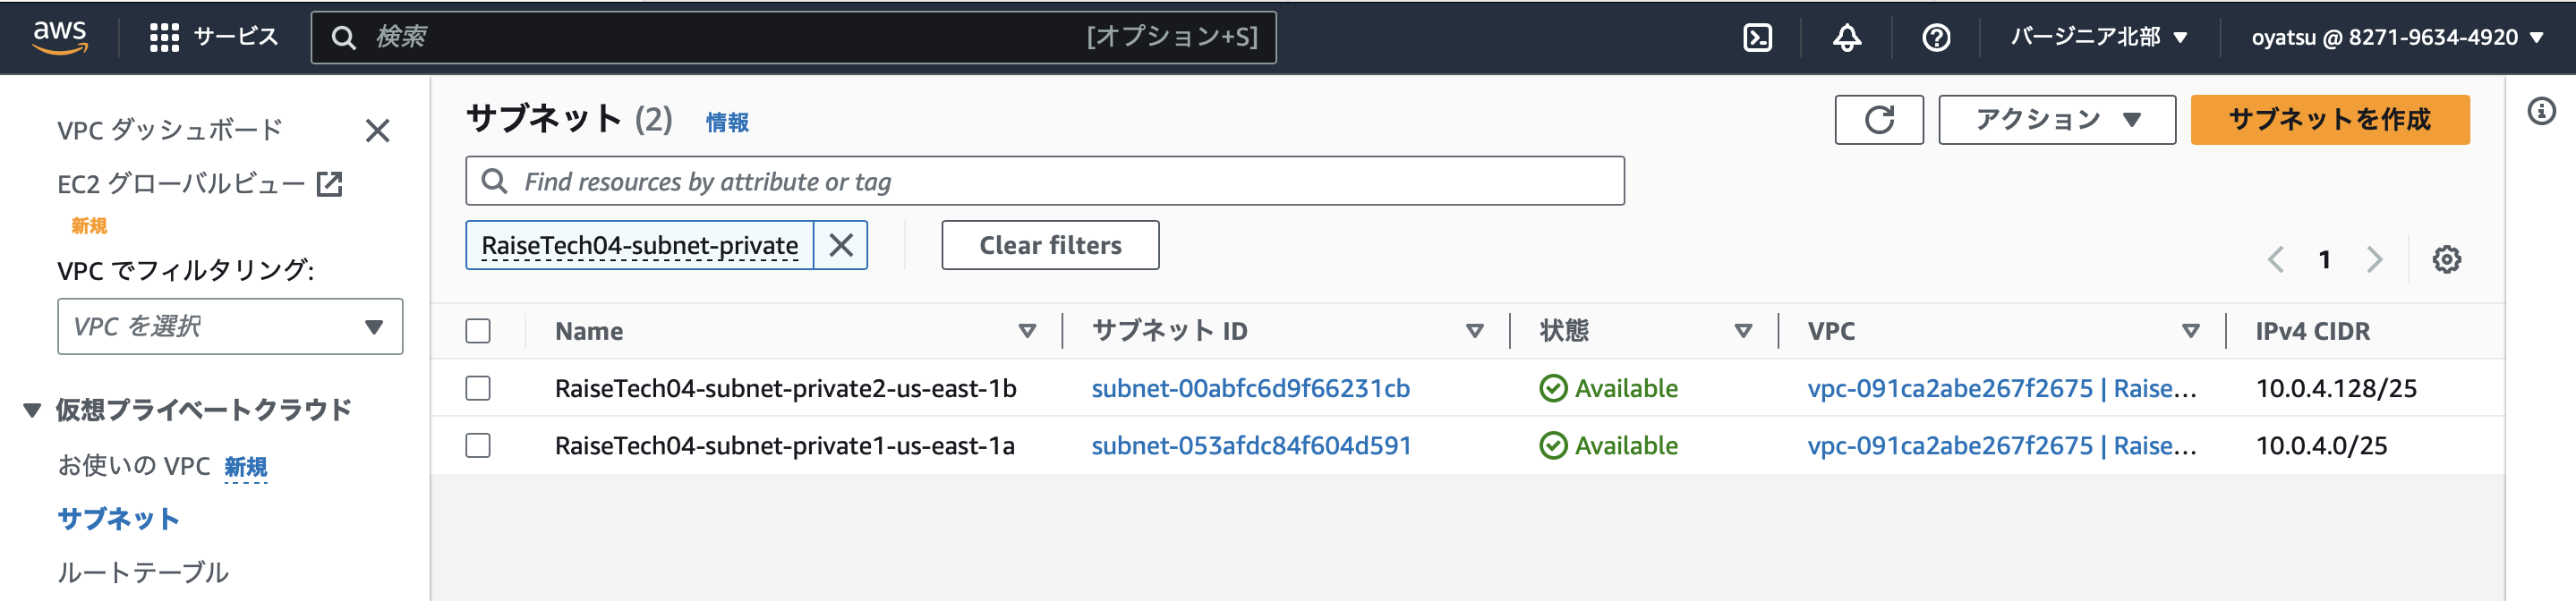 aws サービス 検索 [オプション+S] バージニア北部 ▼ oyatsu @ 8271-9634-4920 ▼
VPC ダッシュボード
EC2 グローバルビュー
新規
VPC でフィルタリング:
VPC を選択
仮想プライベートクラウド
お使いの VPC 新規
サブネット
ルートテーブル
サブネット (2) 情報
アクション ▼ サブネットを作成
Find resources by attribute or tag
RaiseTech04-subnet-private Clear filters
1
Name サブネット ID 状態 VPC IPv4 CIDR
RaiseTech04-subnet-private2-us-east-1b subnet-00abfc6d9f66231cb Available vpc-091ca2abe267f2675 | Raise… 10.0.4.128/25
RaiseTech04-subnet-private1-us-east-1a subnet-053afdc84f604d591 Available vpc-091ca2abe267f2675 | Raise… 10.0.4.0/25